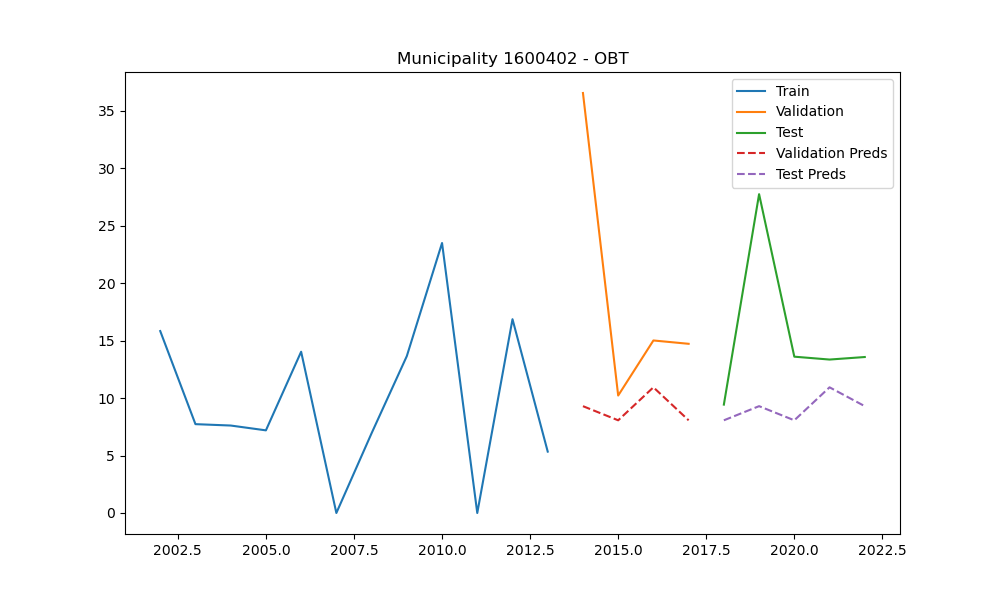 Municipality 1600402 - OBT
Train
Validation
Test
Validation Preds
Test Preds
35
30
25
20
15
10
5
0
2002.5 2005.0 2007.5 2010.0 2012.5 2015.0 2017.5 2020.0 2022.5